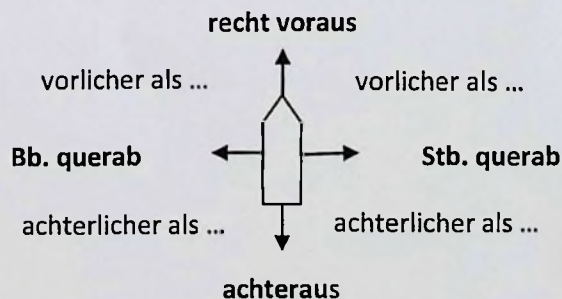 recht voraus
vorlicher als ... vorlicher als ...
Bb. querab Stb. querab
achterlicher als ... achterlicher als ...
achteraus